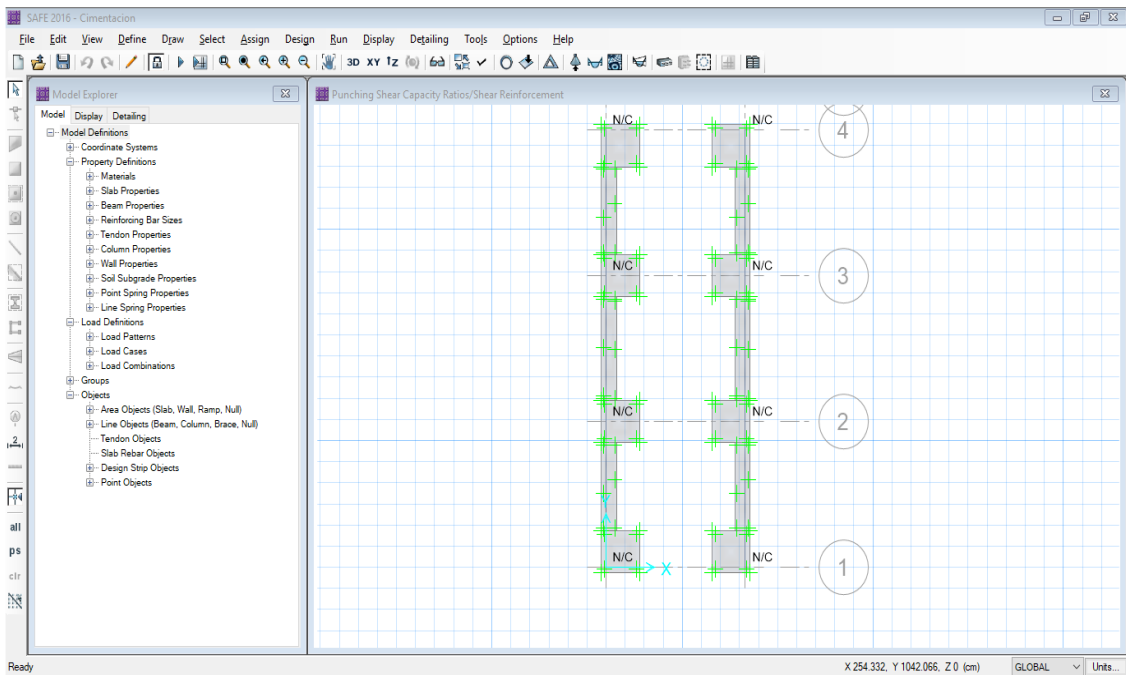 SAFE 2016 - Cimentacion
File Edit View Define Draw Select Assign Design Run Display Detailing Tools Options Help
3D XY ↑Z
Model Explorer
Model Display Detailing
Model Definitions
Coordinate Systems
Property Definitions
Materials
Slab Properties
Beam Properties
Reinforcing Bar Sizes
Tendon Properties
Column Properties
Wall Properties
Soil Subgrade Properties
Point Spring Properties
Line Spring Properties
Load Definitions
Load Patterns
Load Cases
Load Combinations
Groups
Objects
Area Objects (Slab, Wall, Ramp, Null)
Line Objects (Beam, Column, Brace, Null)
Tendon Objects
Slab Rebar Objects
Design Strip Objects
Point Objects
2
all
ps
clr
Punching Shear Capacity Ratios/Shear Reinforcement
N/C N/C
4
N/C N/C 3
N/C N/C
2
Y
N/C N/C
X 1
Ready X 254.332, Y 1042.066, Z 0 (cm) GLOBAL Units...